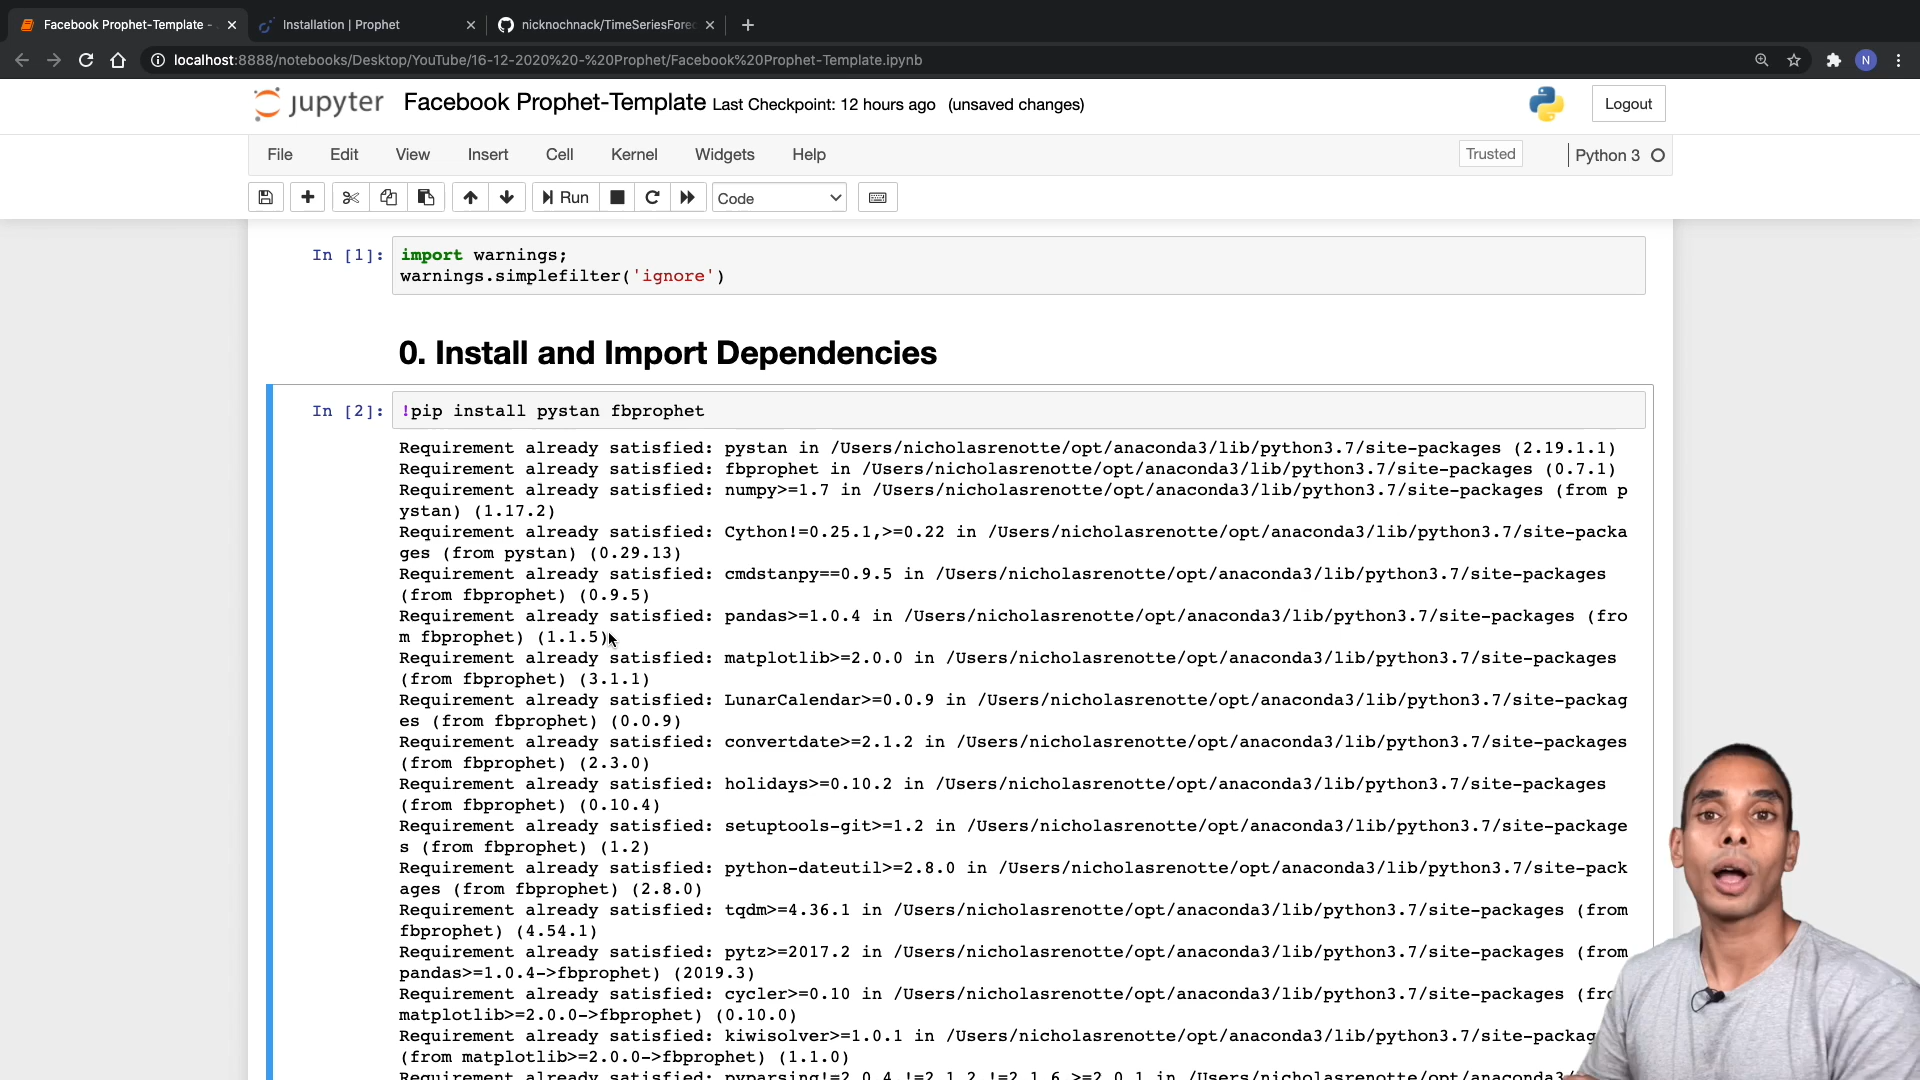 Facebook Prophet-Template -
Installation | Prophet
nicknochnack/TimeSeriesForec
localhost:8888/notebooks/Desktop/YouTube/16-12-2020%20-%20Prophet/Facebook%20Prophet-Template.ipynb
N
jupyter Facebook Prophet-Template Last Checkpoint: 12 hours ago (unsaved changes)
Logout
File Edit View Insert Cell Kernel Widgets Help
Trusted
Python 3
Run
Code
In [1]: import warnings;
warnings.simplefilter('ignore')
0. Install and Import Dependencies
In [2]: !pip install pystan fbprophet
Requirement already satisfied: pystan in /Users/nicholasrenotte/opt/anaconda3/lib/python3.7/site-packages (2.19.1.1)
Requirement already satisfied: fbprophet in /Users/nicholasrenotte/opt/anaconda3/lib/python3.7/site-packages (0.7.1)
Requirement already satisfied: numpy>=1.7 in /Users/nicholasrenotte/opt/anaconda3/lib/python3.7/site-packages (from p
ystan) (1.17.2)
Requirement already satisfied: Cython!=0.25.1,>=0.22 in /Users/nicholasrenotte/opt/anaconda3/lib/python3.7/site-packa
ges (from pystan) (0.29.13)
Requirement already satisfied: cmdstanpy==0.9.5 in /Users/nicholasrenotte/opt/anaconda3/lib/python3.7/site-packages
(from fbprophet) (0.9.5)
Requirement already satisfied: pandas>=1.0.4 in /Users/nicholasrenotte/opt/anaconda3/lib/python3.7/site-packages (fro
m fbprophet) (1.1.5)
Requirement already satisfied: matplotlib>=2.0.0 in /Users/nicholasrenotte/opt/anaconda3/lib/python3.7/site-packages
(from fbprophet) (3.1.1)
Requirement already satisfied: LunarCalendar>=0.0.9 in /Users/nicholasrenotte/opt/anaconda3/lib/python3.7/site-packag
es (from fbprophet) (0.0.9)
Requirement already satisfied: convertdate>=2.1.2 in /Users/nicholasrenotte/opt/anaconda3/lib/python3.7/site-packages
(from fbprophet) (2.3.0)
Requirement already satisfied: holidays>=0.10.2 in /Users/nicholasrenotte/opt/anaconda3/lib/python3.7/site-packages
(from fbprophet) (0.10.4)
Requirement already satisfied: setuptools-git>=1.2 in /Users/nicholasrenotte/opt/anaconda3/lib/python3.7/site-package
s (from fbprophet) (1.2)
Requirement already satisfied: python-dateutil>=2.8.0 in /Users/nicholasrenotte/opt/anaconda3/lib/python3.7/site-pack
ages (from fbprophet) (2.8.0)
Requirement already satisfied: tqdm>=4.36.1 in /Users/nicholasrenotte/opt/anaconda3/lib/python3.7/site-packages (from
fbprophet) (4.54.1)
Requirement already satisfied: pytz>=2017.2 in /Users/nicholasrenotte/opt/anaconda3/lib/python3.7/site-packages (from
pandas>=1.0.4->fbprophet) (2019.3)
Requirement already satisfied: cycler>=0.10 in /Users/nicholasrenotte/opt/anaconda3/lib/python3.7/site-packages (fro
matplotlib>=2.0.0->fbprophet) (0.10.0)
Requirement already satisfied: kiwisolver>=1.0.1 in /Users/nicholasrenotte/opt/anaconda3/lib/python3.7/site-packag
(from matplotlib>=2.0.0->fbprophet) (1.1.0)
Requirement already satisfied: pyparsing!=2.0.4,!=2.1.2,!=2.1.6,>=2.0.1 in /Users/nicholasrenotte/opt/anaconda3/